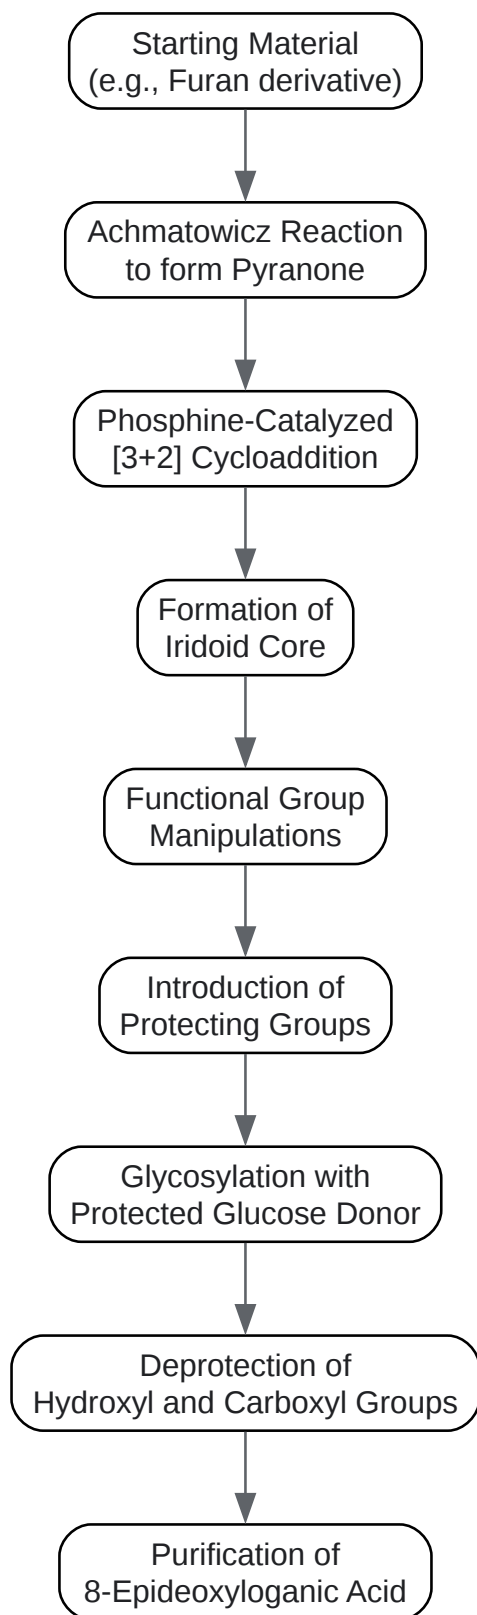 Starting Material
(e.g., Furan derivative)
Achmatowicz Reaction
to form Pyranone
Phosphine-Catalyzed
[3+2] Cycloaddition
Formation of
Iridoid Core
Functional Group
Manipulations
Introduction of
Protecting Groups
Glycosylation with
Protected Glucose Donor
Deprotection of
Hydroxyl and Carboxyl Groups
Purification of
8-Epideoxyloganic Acid